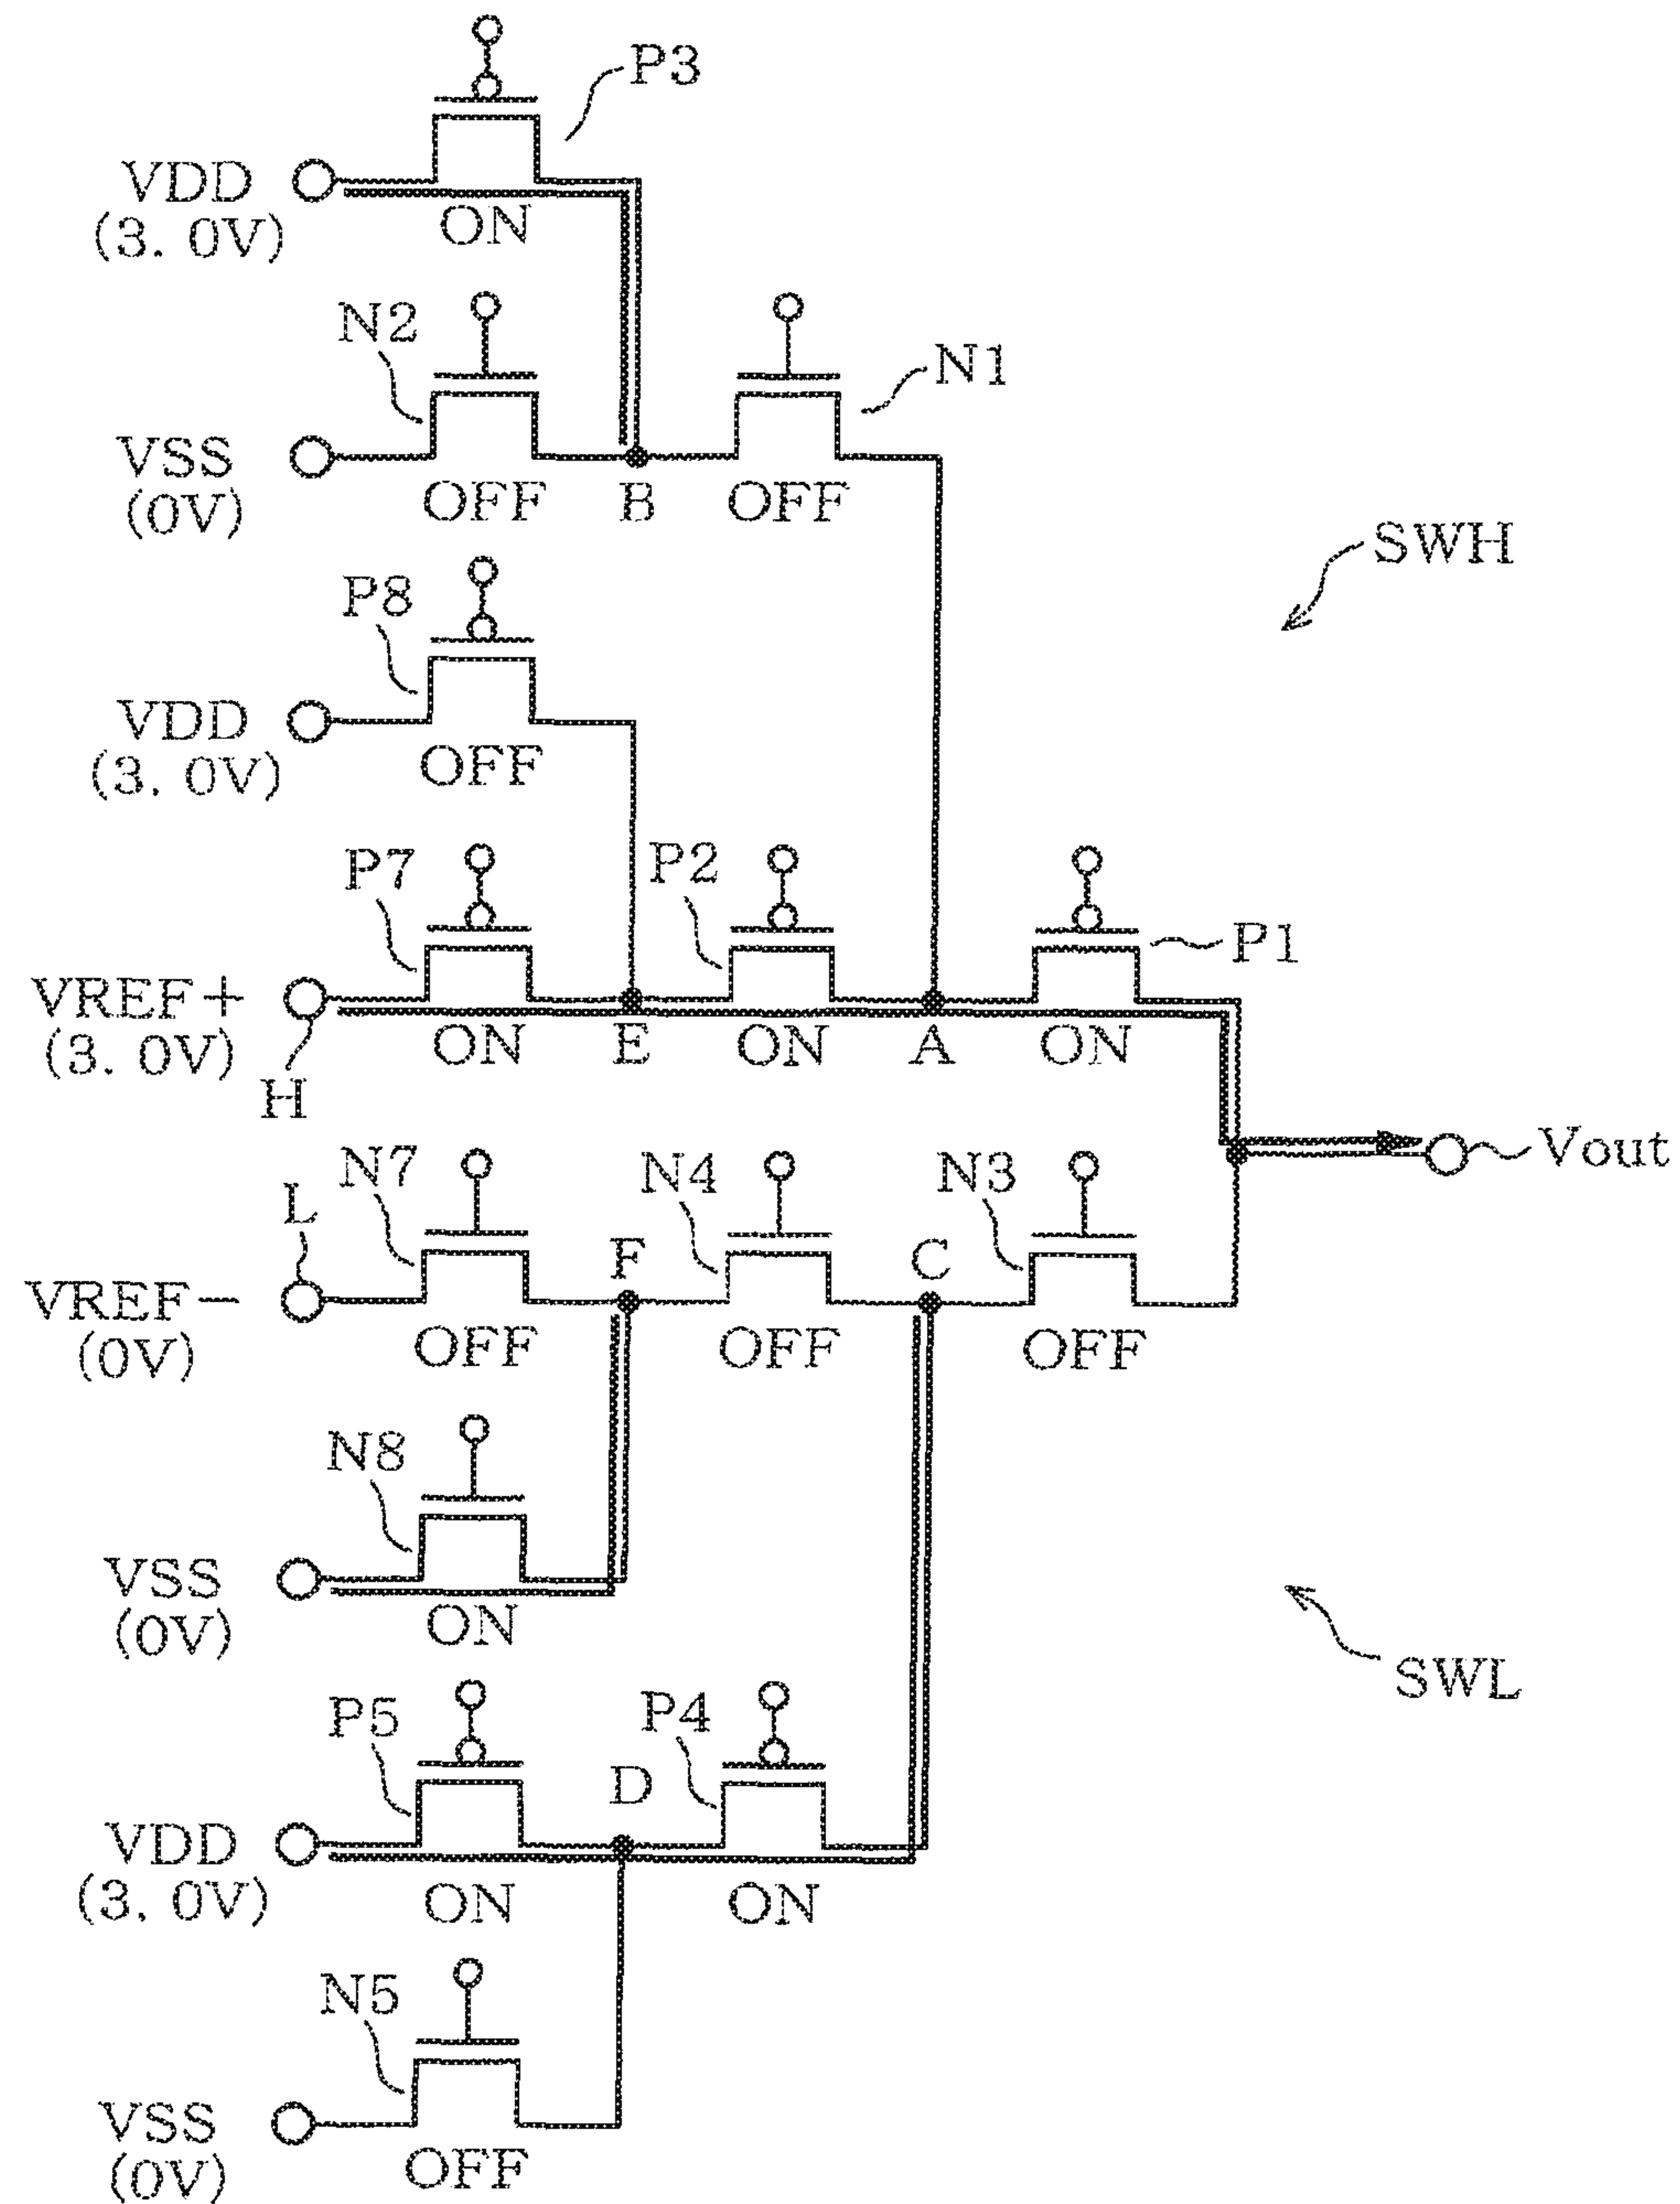 P3
VDD
(3. 0V)
ON
N2
N1
VSS
(0V)
OFF
B
OFF
SWH
P8
VDD
(3. 0V)
OFF
P7
P2
P1
VREF+
(3. 0V)
ON
E
ON
A
ON
H
Vout
N7
N4
N3
L
F
C
VREF−
(0V)
OFF
OFF
OFF
N8
VSS
(0V)
ON
SWL
P5
P4
D
VDD
(3. 0V)
ON
ON
N5
VSS
(0V)
OFF